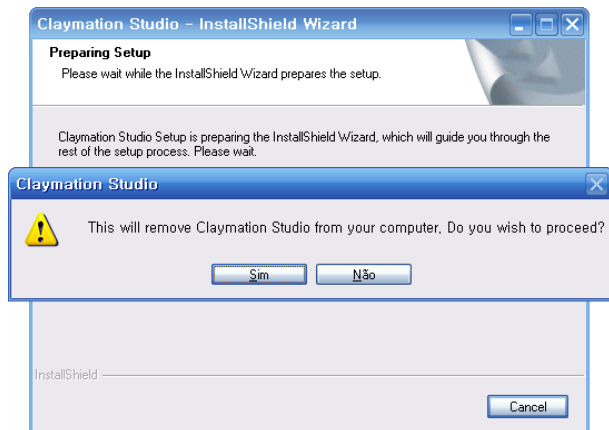 Claymation Studio - InstallShield Wizard
Preparing Setup
Please wait while the InstallShield Wizard prepares the setup.
Claymation Studio Setup is preparing the InstallShield Wizard, which will guide you through the
rest of the setup process. Please wait.
Claymation Studio
This will remove Claymation Studio from your computer, Do you wish to proceed?
Sim
Não
InstallShield
Cancel